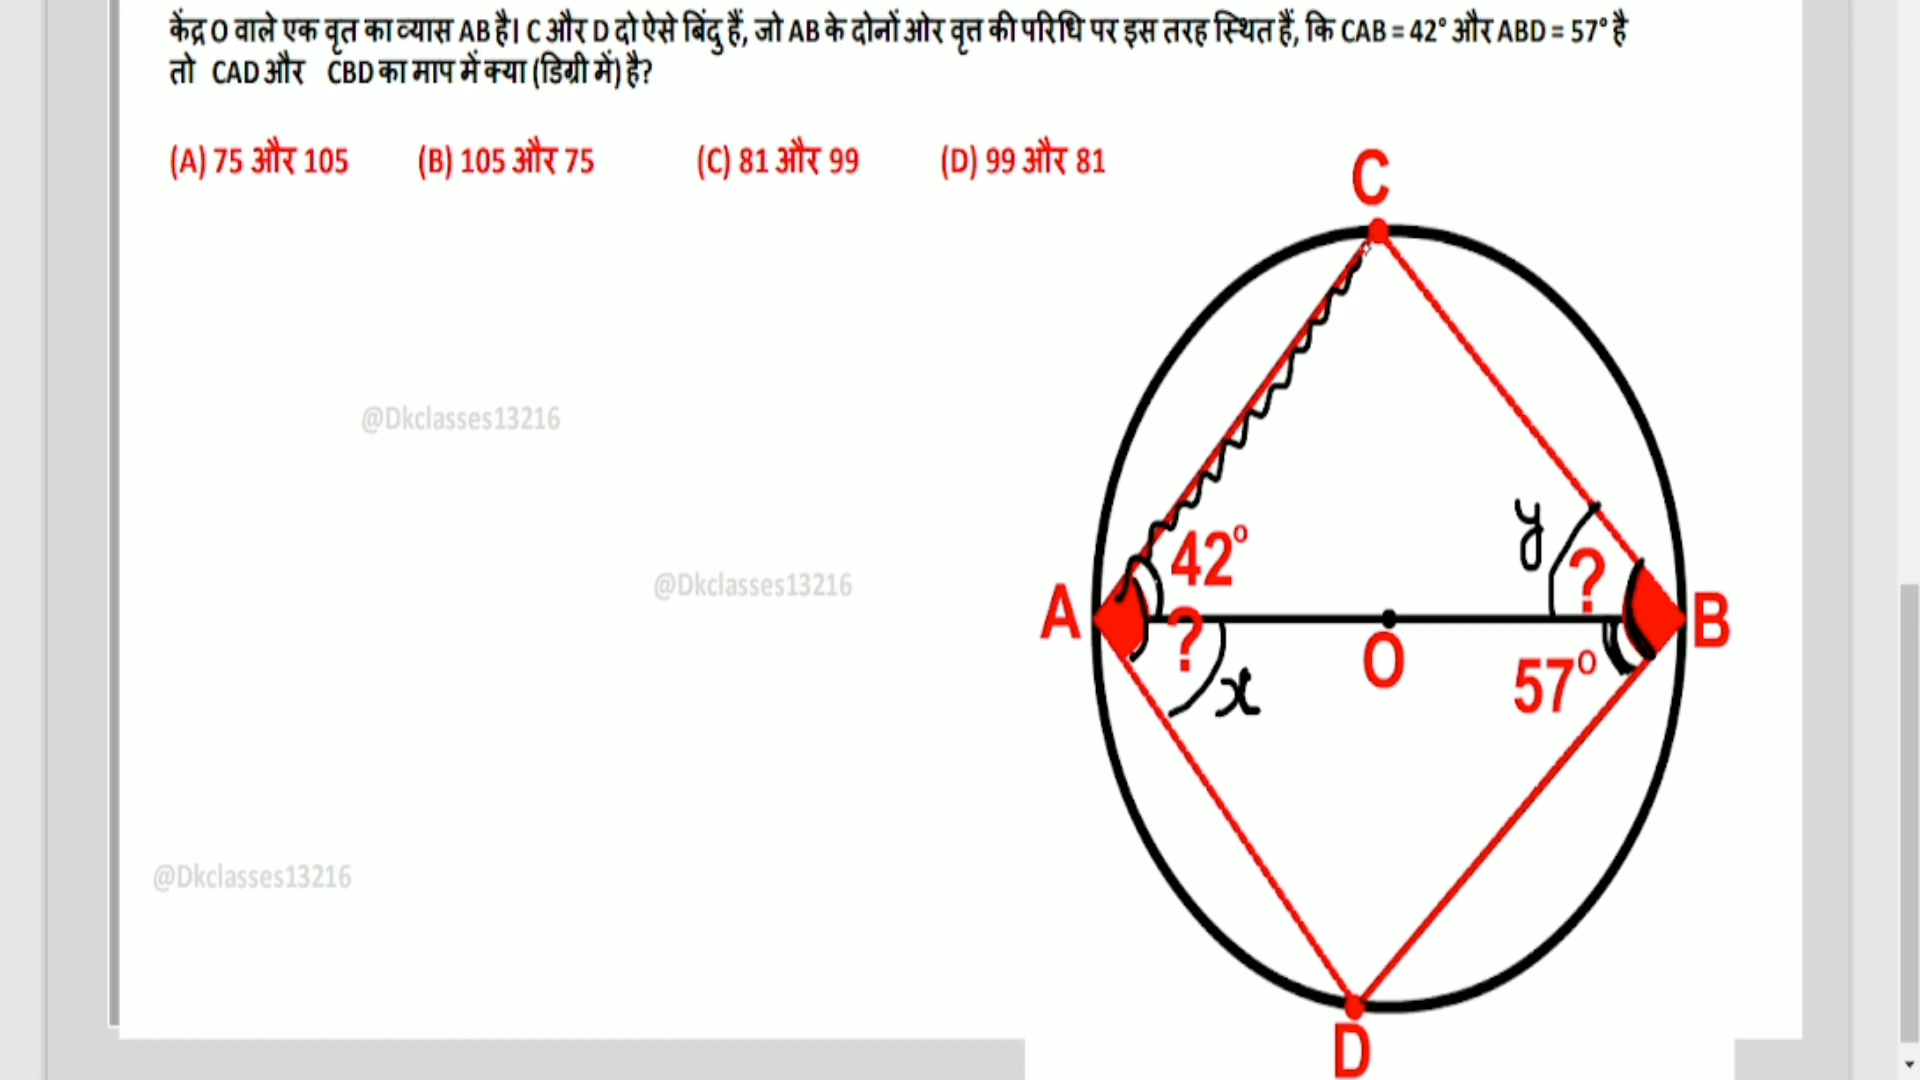 केंद्र O वाले एक वृत का व्यास AB है। C और D दो ऐसे बिंदु हैं, जो AB के दोनों ओर वृत्त की परिधि पर इस तरह स्थित हैं, कि CAB = 42° और ABD = 57° है
तो CAD और CBD का माप में क्या (डिग्री में) है?
(A) 75 और 105 (B) 105 और 75 (C) 81 और 99 (D) 99 और 81
C
@Dkclasses13216
y
42°
?
@Dkclasses13216
A
B
?
O
57°
x
@Dkclasses13216
D